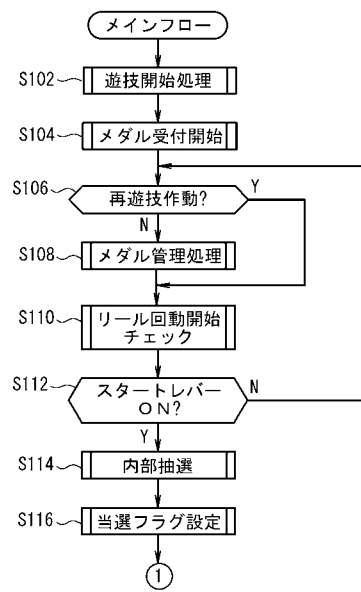 メインフロー
S102 遊技開始処理
S104 メダル受付開始
S106 再遊技作動? Y
N
S108 メダル管理処理
S110 リール回動開始
チェック
S112 スタートレバー N
ON?
Y
S114 内部抽選
S116 当選フラグ設定
1